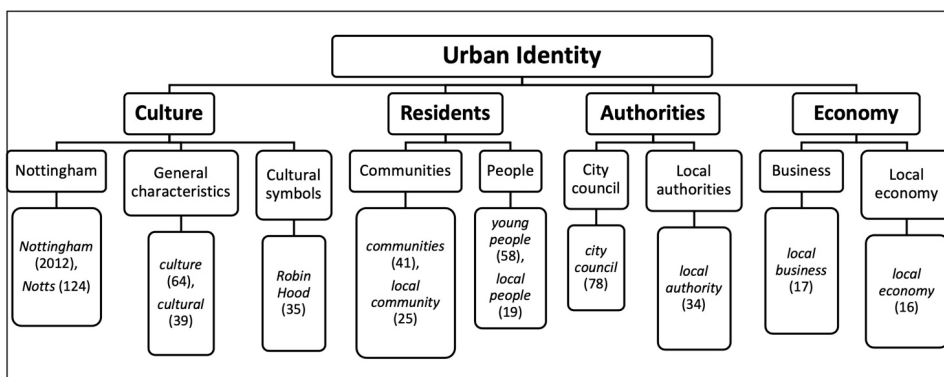 Urban Identity
Culture
Residents
Authorities
Economy
Nottingham
General
characteristics
Cultural
symbols
Communities
People
City
council
Local
authorities
Business
Local
economy
Nottingham
(2012),
Notts (124)
culture
(64),
cultural
(39)
Robin
Hood
(35)
communities
(41),
local
community
(25)
young
people
(58),
local
people
(19)
city
council
(78)
local
authority
(34)
local
business
(17)
local
economy
(16)